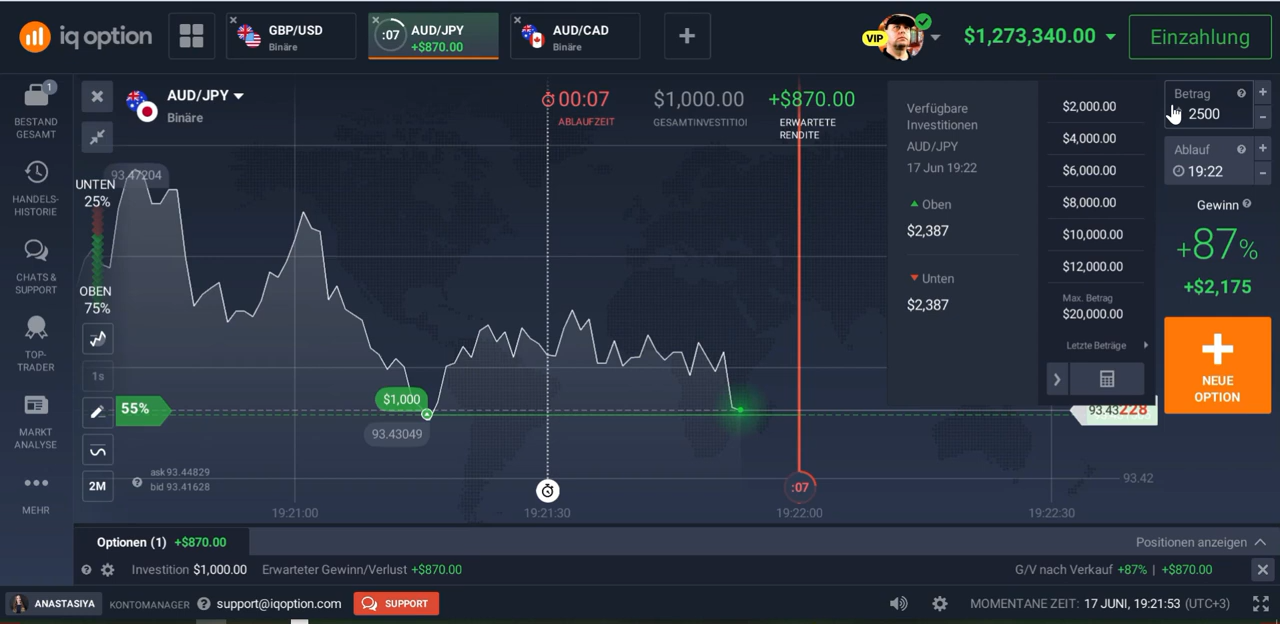 iq option
GBP/USD
Binäre
:07
AUD/JPY
+$870.00
AUD/CAD
Binäre
VIP
$1,273,340.00
Einzahlung
1
BESTAND
GESAMT
HANDELS-
HISTORIE
CHATS &
SUPPORT
TOP-
TRADER
MARKT
ANALYSE
MEHR
AUD/JPY
Binäre
00:07
ABLAUFZEIT
$1,000.00
GESAMTINVESTITIOI
+$870.00
ERWARTETE
RENDITE
93.47204
UNTEN
25%
OBEN
75%
1s
55%
2M
$1,000
93.43049
ask 93.44829
bid 93.41628
:07
93.43228
93.42
19:21:00
19:21:30
19:22:00
19:22:30
Verfügbare
Investitionen
AUD/JPY
17 Jun 19:22
Oben
$2,387
Unten
$2,387
$2,000.00
$4,000.00
$6,000.00
$8,000.00
$10,000.00
$12,000.00
Max. Betrag
$20,000.00
Letzte Beträge
Betrag
2500
Ablauf
19:22
Gewinn
+87%
+$2,175
NEUE
OPTION
Optionen (1) +$870.00
Positionen anzeigen
Investition $1,000.00 Erwarteter Gewinn/Verlust +$870.00
G/V nach Verkauf +87% | +$870.00
ANASTASIYA KONTOMANAGER support@iqoption.com SUPPORT
MOMENTANE ZEIT: 17 JUNI, 19:21:53 (UTC+3)